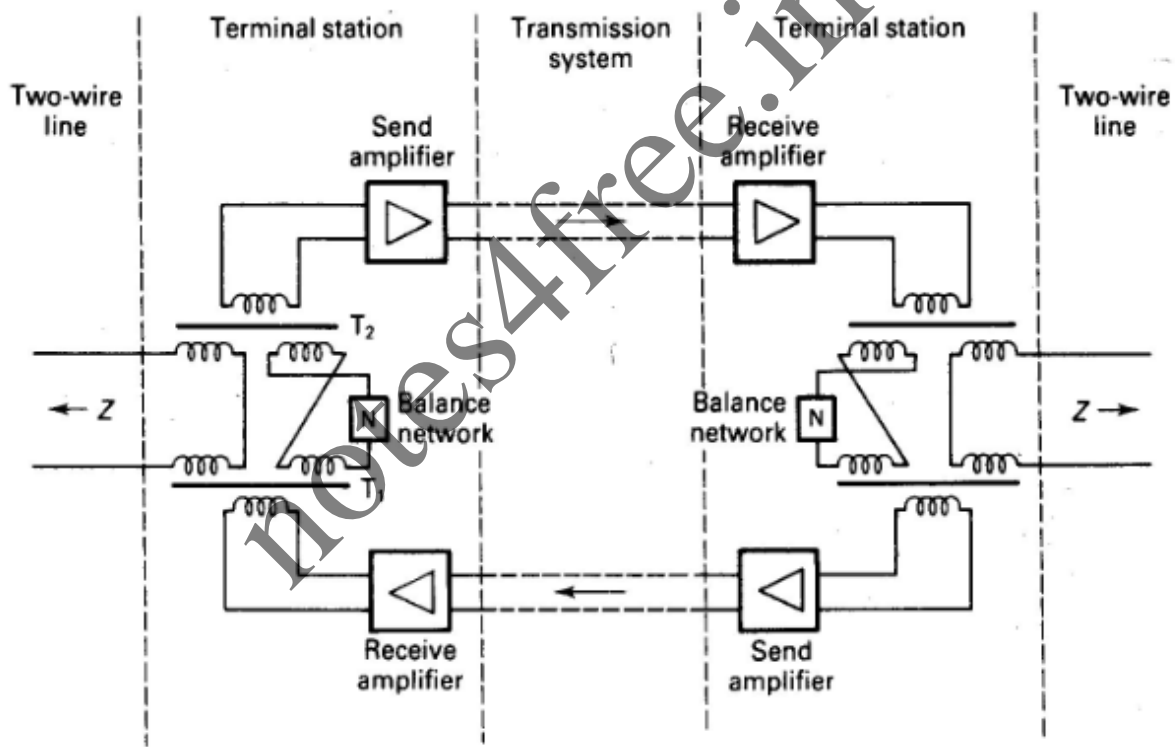 Terminal station
Transmission
system
Terminal station
Two-wire
line
Two-wire
line
Send
amplifier
Receive
amplifier
T2
Z
N
Balance
network
Balance
network
N
Z
T1
Receive
amplifier
Send
amplifier
notes4free.in